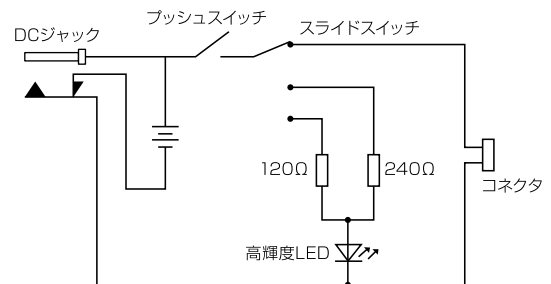 プッシュスイッチ
DCジャック
スライドスイッチ
120Ω
240Ω
コネクタ
高輝度LED